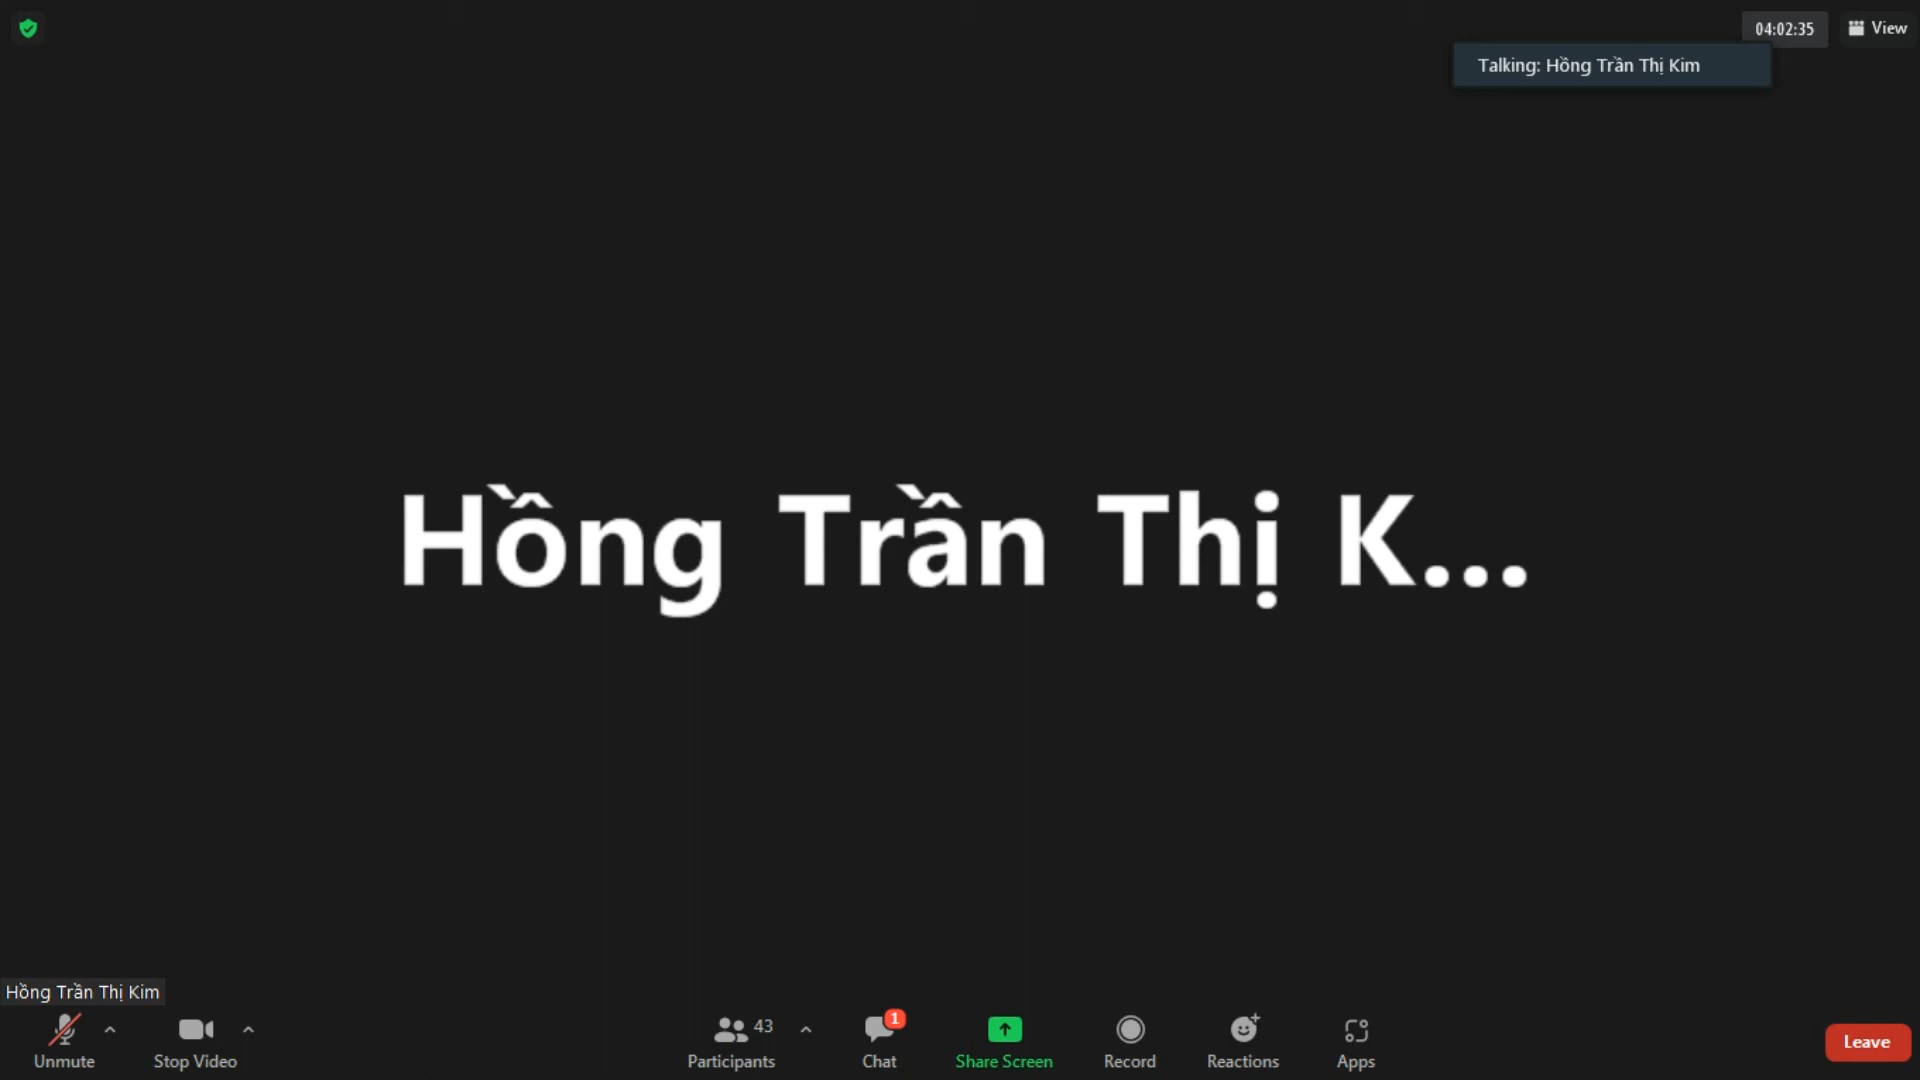 04:02:35
View
Talking: Hồng Trần Thị Kim
Hồng Trần Thị K...
Hồng Trần Thị Kim
Unmute
Stop Video
43
Participants
1
Chat
Share Screen
Record
Reactions
Apps
Leave